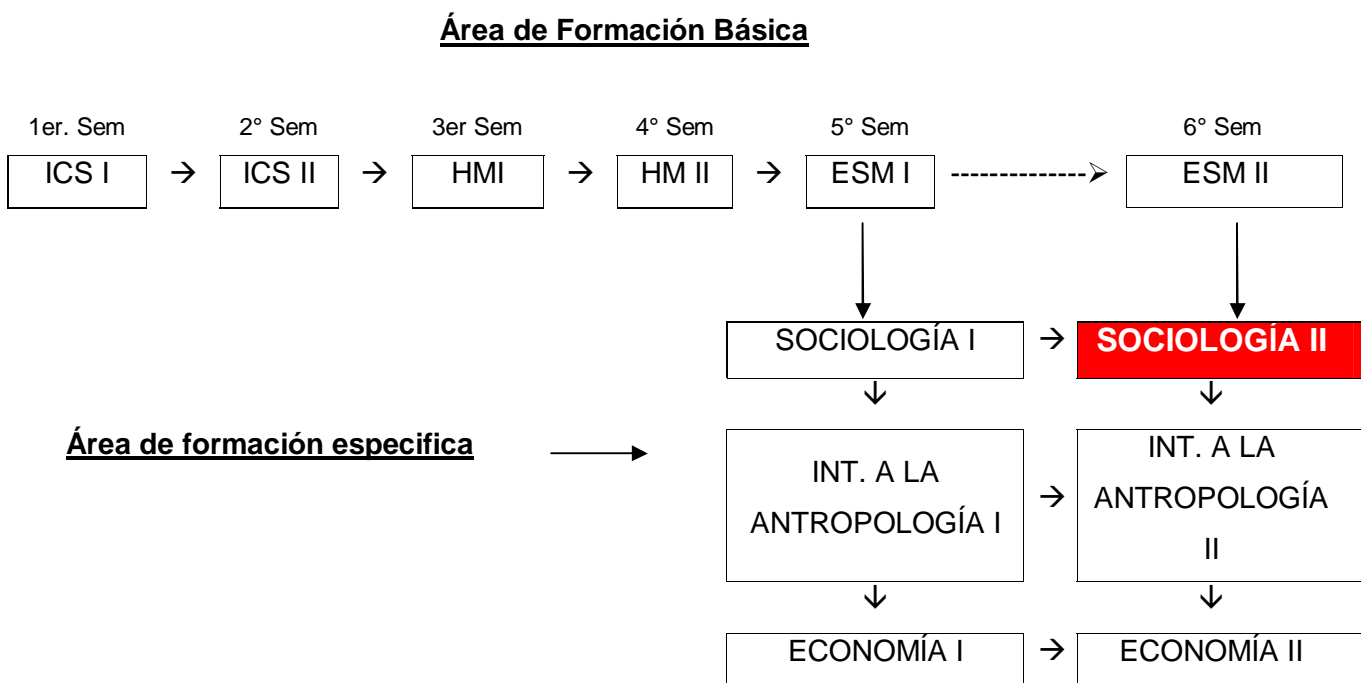 Área de Formación Básica
1er. Sem 2° Sem 3er Sem 4° Sem 5° Sem 6° Sem
ICS I → ICS II → HMI → HM II → ESM I --------------➢ ESM II
SOCIOLOGÍA I → SOCIOLOGÍA II
Área de formación especifica
INT. A LA
ANTROPOLOGÍA I
→
INT. A LA
ANTROPOLOGÍA
II
ECONOMÍA I → ECONOMÍA II